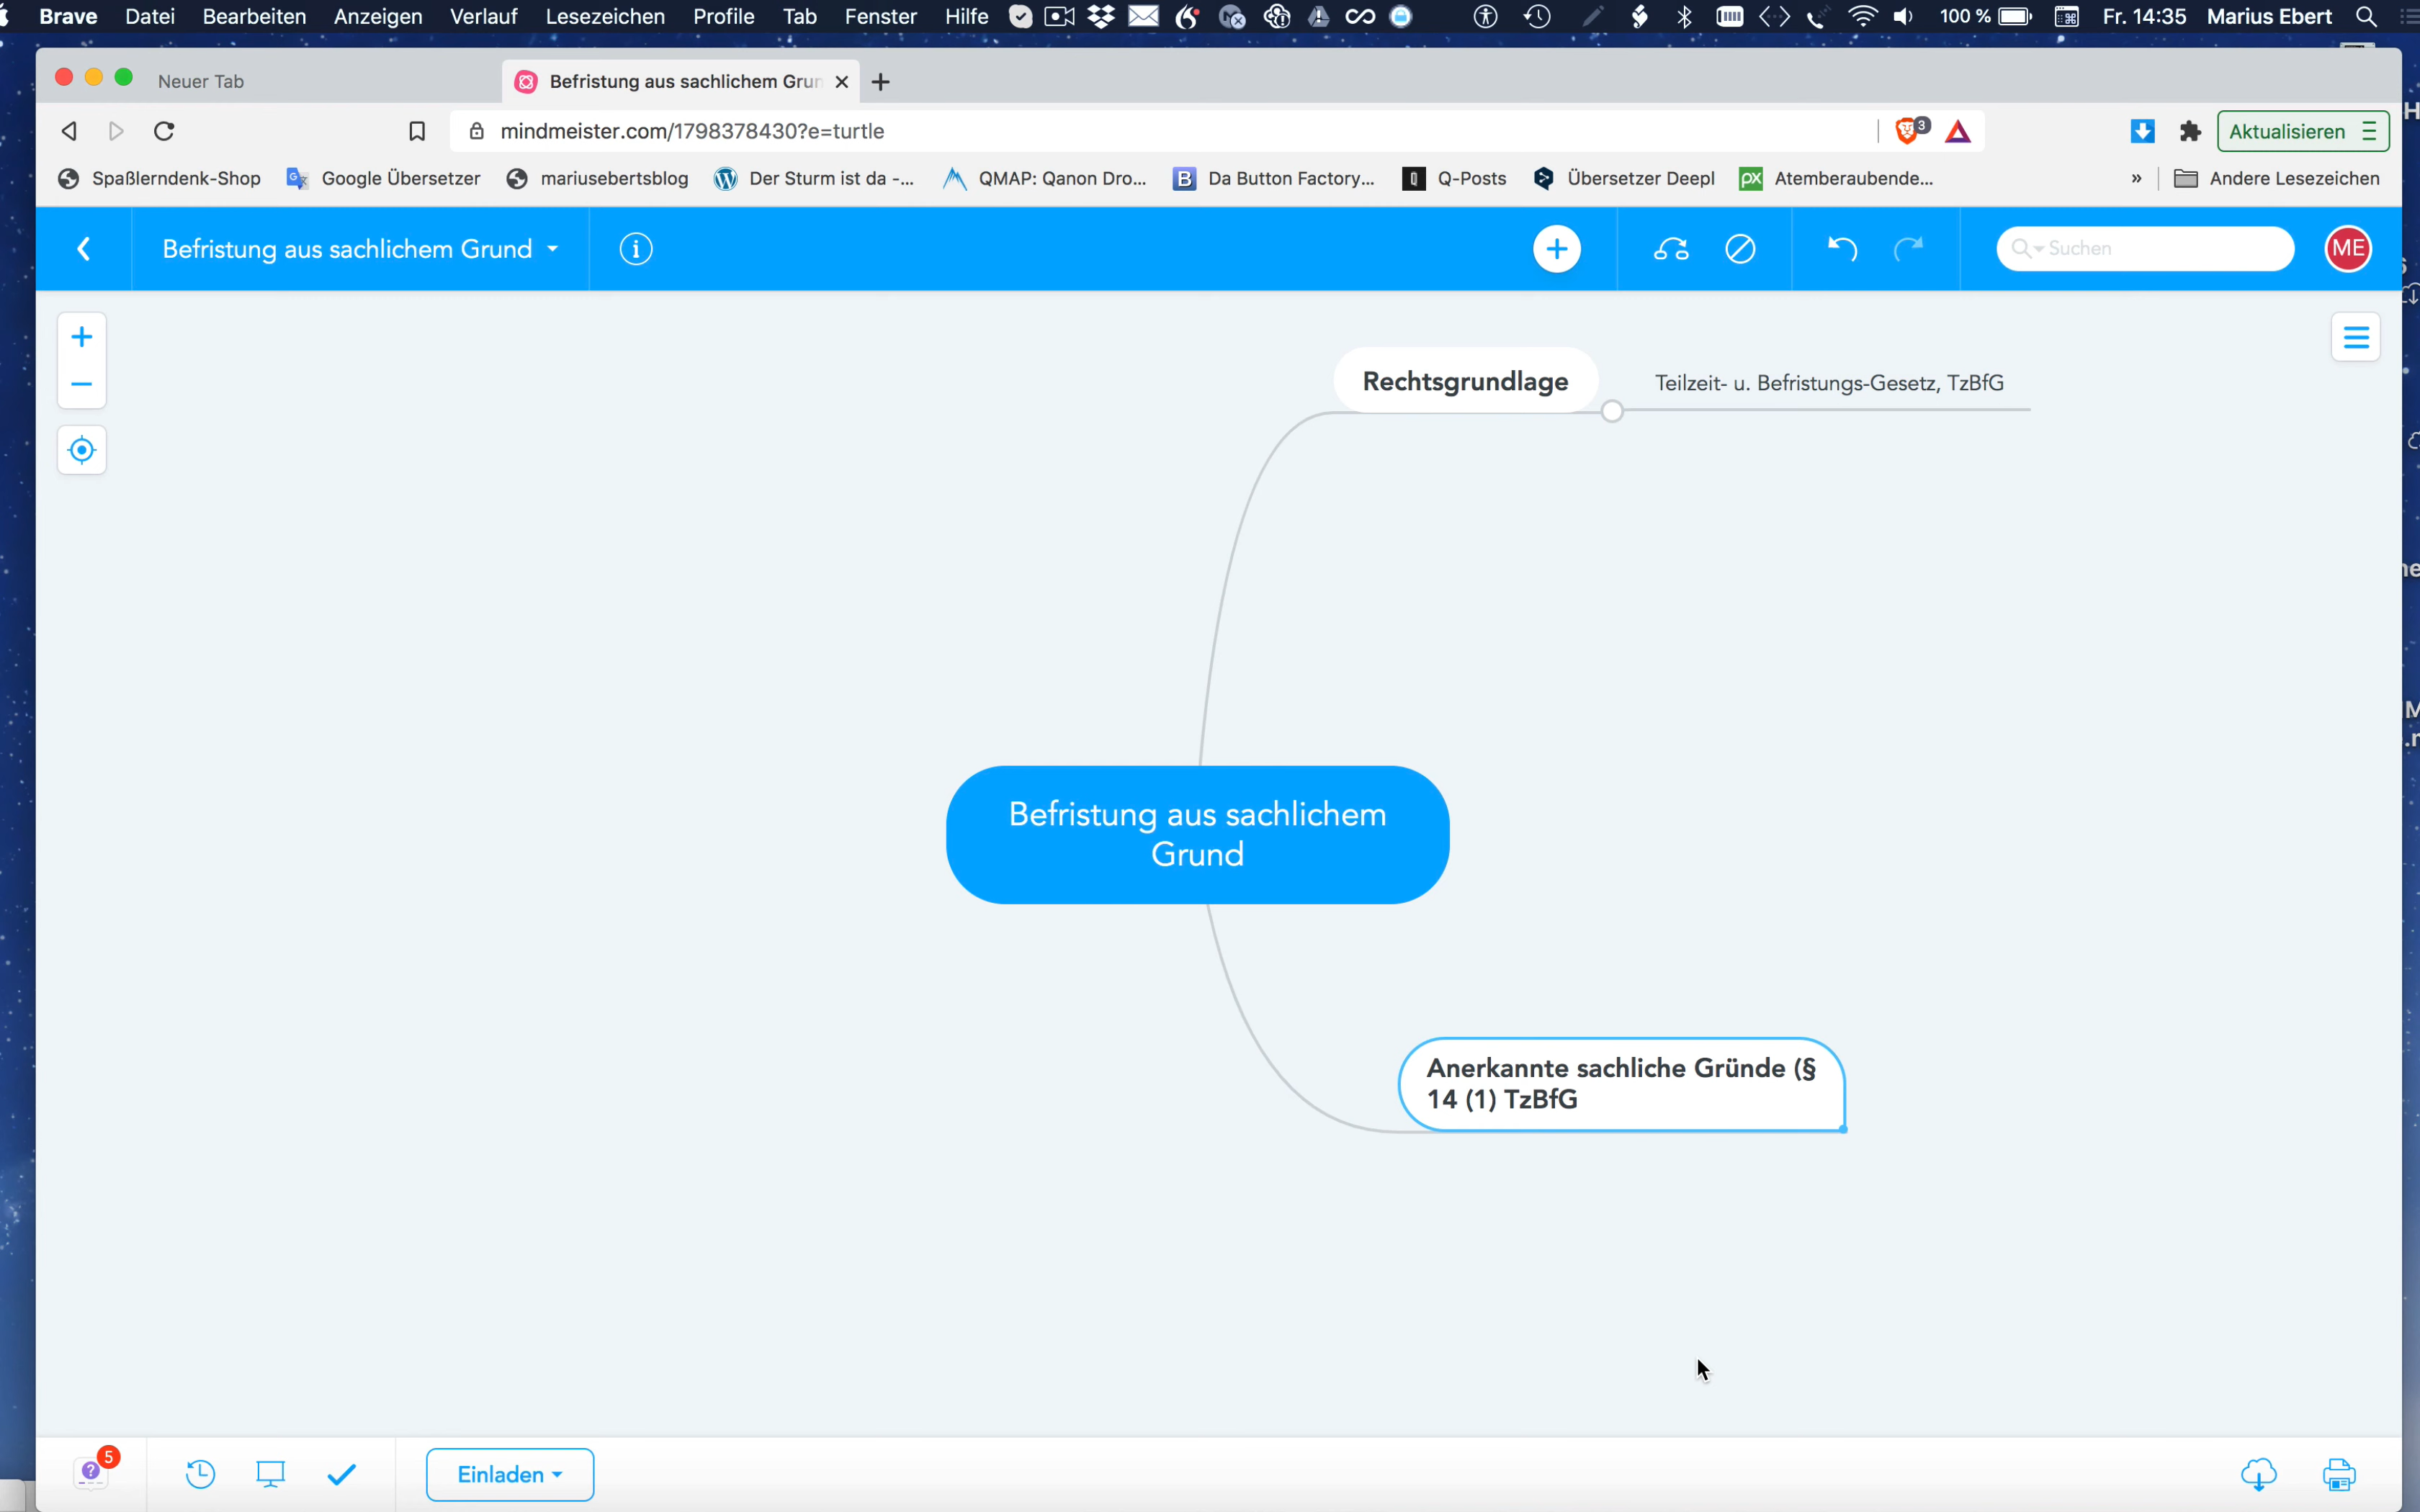 Brave Datei Bearbeiten Anzeigen Verlauf Lesezeichen Profile Tab Fenster Hilfe 100 % Fr. 14:35 Marius Ebert
Neuer Tab
Befristung aus sachlichem Grun
mindmeister.com/1798378430?e=turtle
3
Aktualisieren
Spaßlerndenk-Shop Google Übersetzer mariusebertsblog Der Sturm ist da -... QMAP: Qanon Dro... B Da Button Factory... Q-Posts Übersetzer Deepl px Atemberaubende... » Andere Lesezeichen
Befristung aus sachlichem Grund
Suchen
ME
Rechtsgrundlage
Teilzeit- u. Befristungs-Gesetz, TzBfG
Befristung aus sachlichem
Grund
Anerkannte sachliche Gründe (§
14 (1) TzBfG
5
Einladen